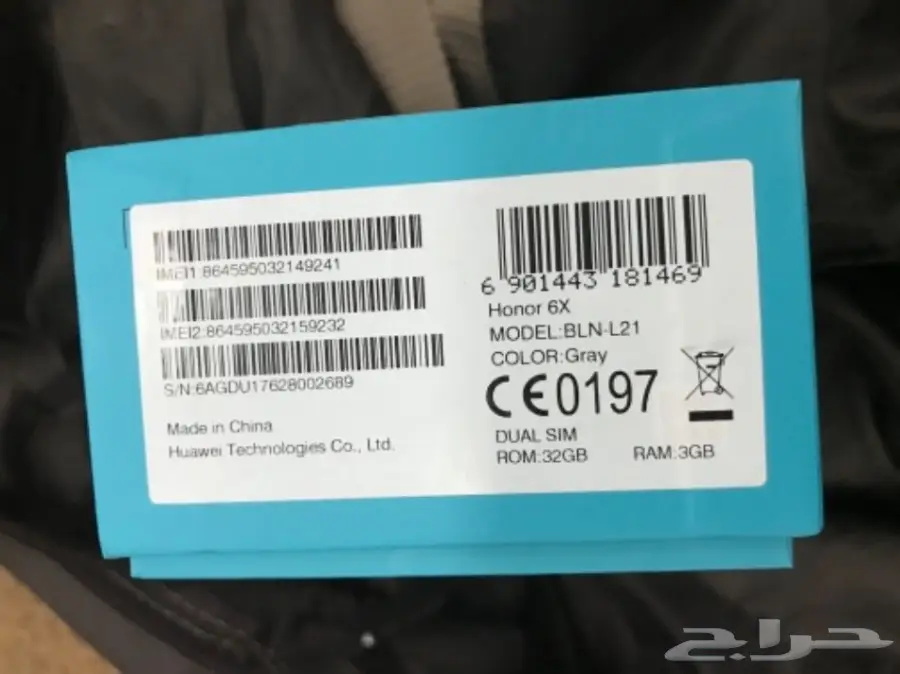 IMEI1:864595032149241
IMEI2:864595032159232
S/N:6AGDU17628002689
Made in China
Huawei Technologies Co., Ltd.
6 901443 181469
Honor 6X
MODEL:BLN-L21
COLOR:Gray
CE0197
DUAL SIM
ROM:32GB RAM:3GB
حراج